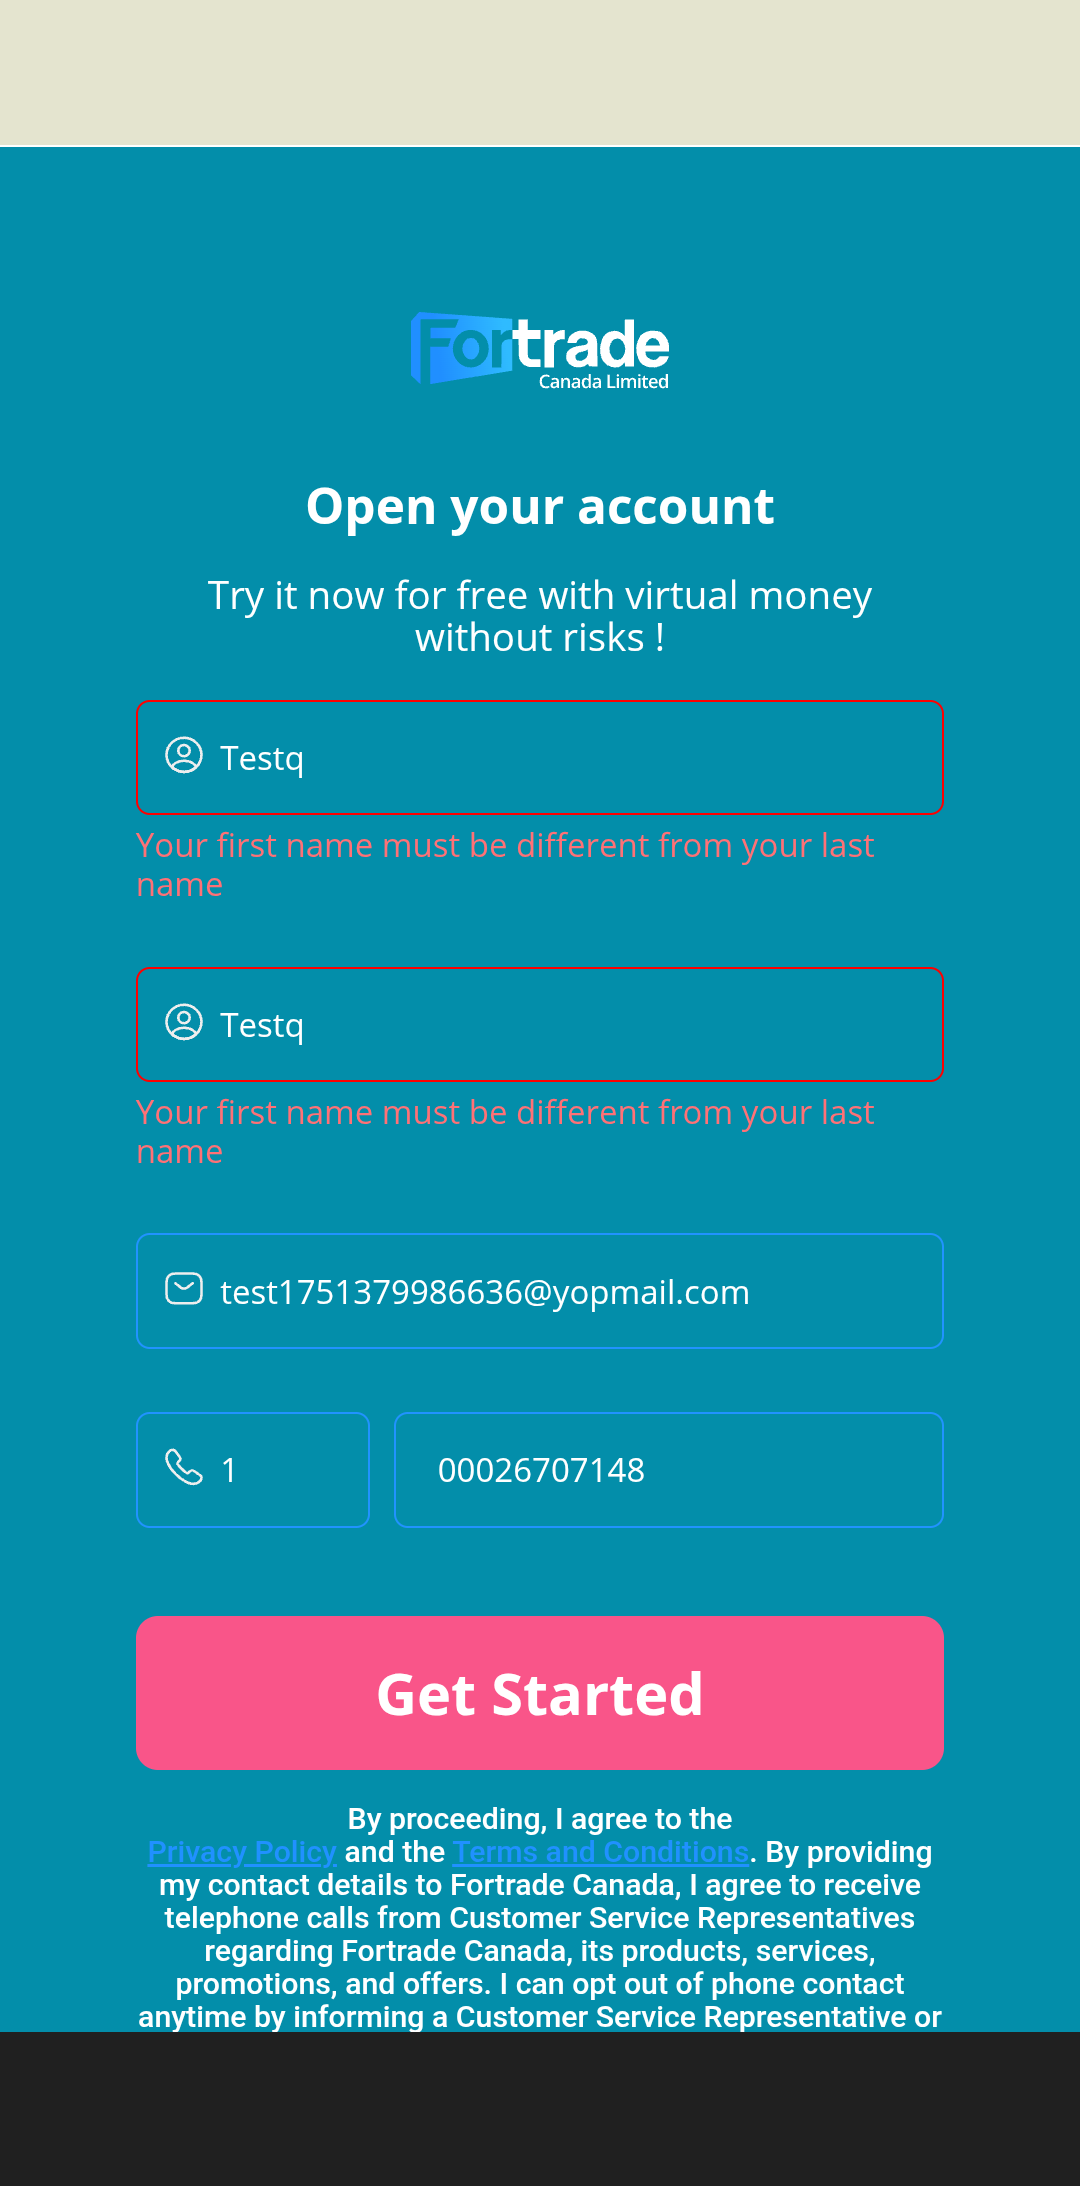 Fortrade
Canada Limited
Open your account
Try it now for free with virtual money
without risks !
Testq
Your first name must be different from your last
name
Testq
Your first name must be different from your last
name
test1751379986636@yopmail.com
1
00026707148
Get Started
By proceeding, I agree to the
Privacy Policy and the Terms and Conditions. By providing
my contact details to Fortrade Canada, I agree to receive
telephone calls from Customer Service Representatives
regarding Fortrade Canada, its products, services,
promotions, and offers. I can opt out of phone contact
anytime by informing a Customer Service Representative or